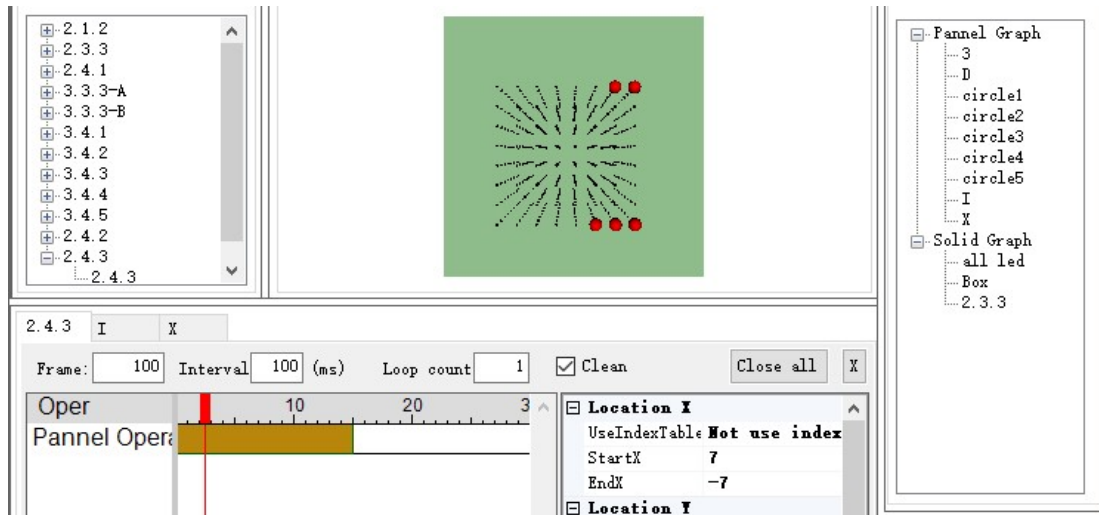 2.1.2
2.3.3
2.4.1
3.3.3-A
3.3.3-B
3.4.1
3.4.2
3.4.3
3.4.4
3.4.5
2.4.2
2.4.3
2.4.3
Pannel Graph
3
D
circle1
circle2
circle3
circle4
circle5
I
X
Solid Graph
all led
Box
2.3.3
2.4.3 I X
Frame: 100 Interval 100 (ms) Loop count 1 Clean Close all X
Oper 10 20 3
Pannel Opera
Location X
UseIndexTable Not use index
StartX 7
EndX -7
Location Y